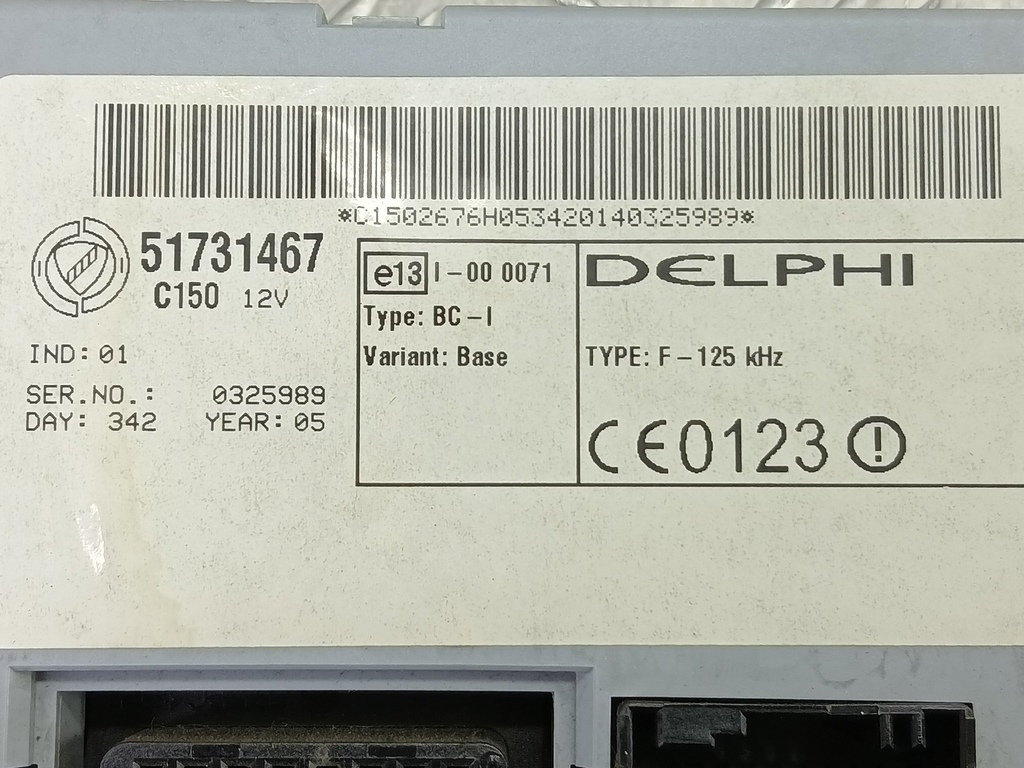 *C1502676H053420140325989*
51731467
C150 12V
IND: 01
SER.NO.: 0325989
DAY: 342 YEAR: 05
e13 I-00 0071
Type: BC-I
Variant: Base
DELPHI
TYPE: F-125 kHz
CE0123